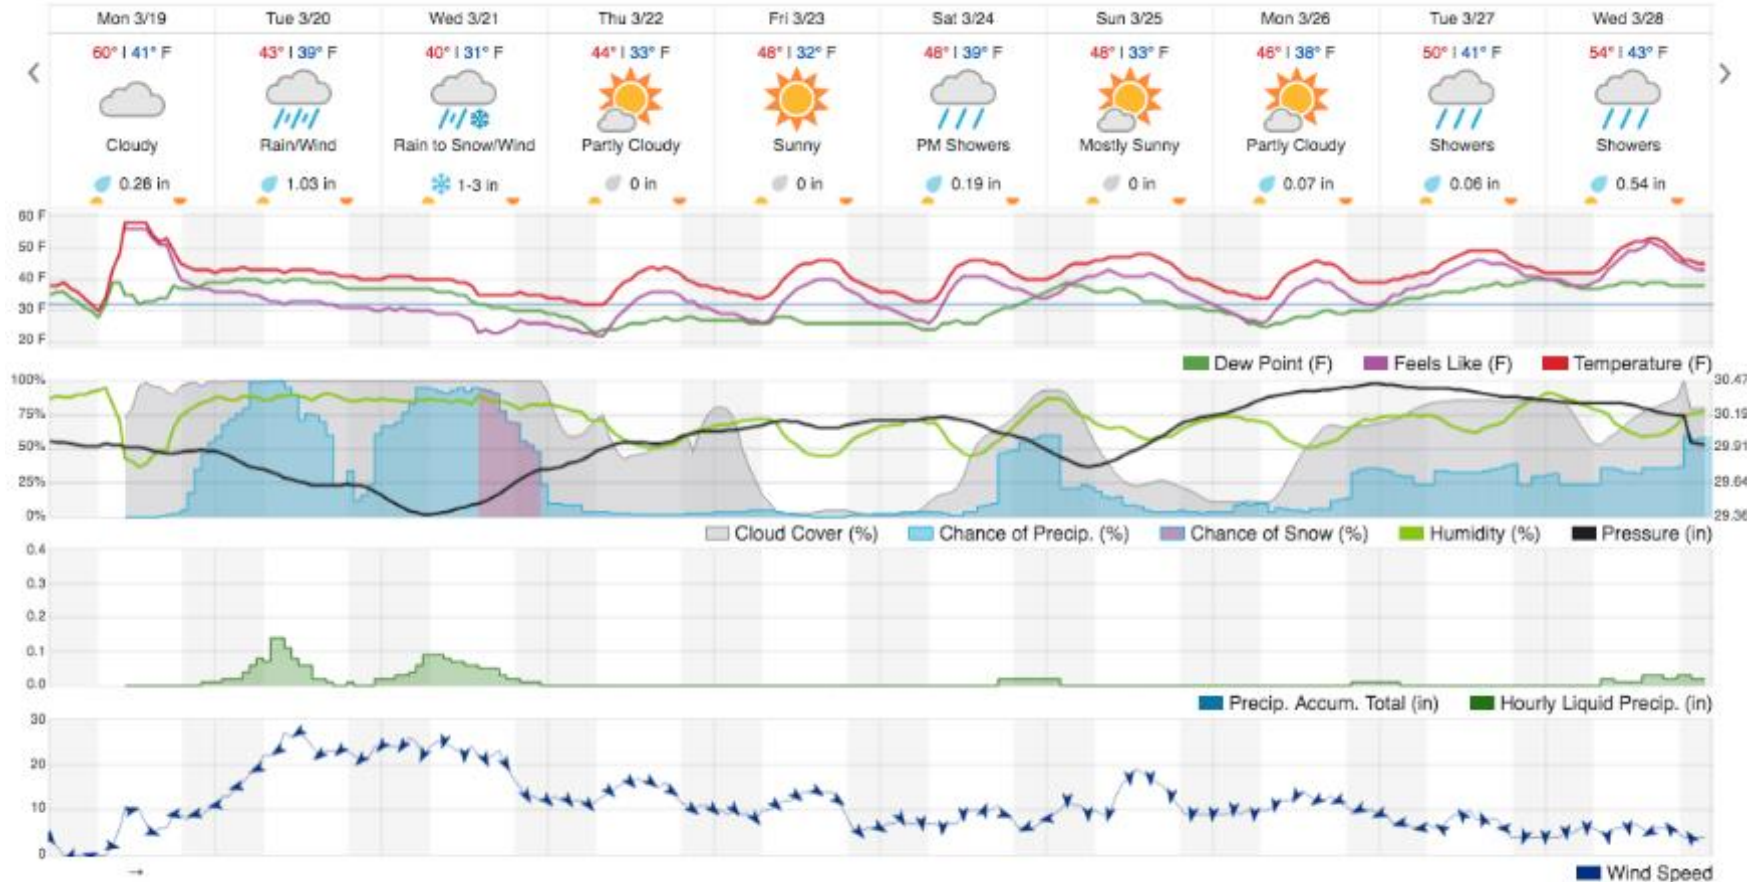 Mon 3/19 Tue 3/20 Wed 3/21 Thu 3/22 Fri 3/23 Sat 3/24 Sun 3/25 Mon 3/26 Tue 3/27 Wed 3/28
60° | 41° F 43° | 39° F 40° | 31° F 44° | 33° F 46° | 32° F 46° | 39° F 48° | 33° F 46° | 38° F 50° | 41° F 54° | 43° F
Cloudy Rain/Wind Rain to Snow/Wind Partly Cloudy Sunny PM Showers Mostly Sunny Partly Cloudy Showers Showers
0.26 in 1.03 in 1-3 in 0 in 0 in 0.19 in 0 in 0.07 in 0.06 in 0.54 in
60 F
50 F
40 F
30 F
20 F
Dew Point (F) Feels Like (F) Temperature (F)
100% 30.47
75% 30.19
50% 29.91
25% 29.64
0% 29.36
Cloud Cover (%) Chance of Precip. (%) Chance of Snow (%) Humidity (%) Pressure (in)
0.4
0.3
0.2
0.1
0.0
Precip. Accum. Total (in) Hourly Liquid Precip. (in)
30
20
10
0
Wind Speed